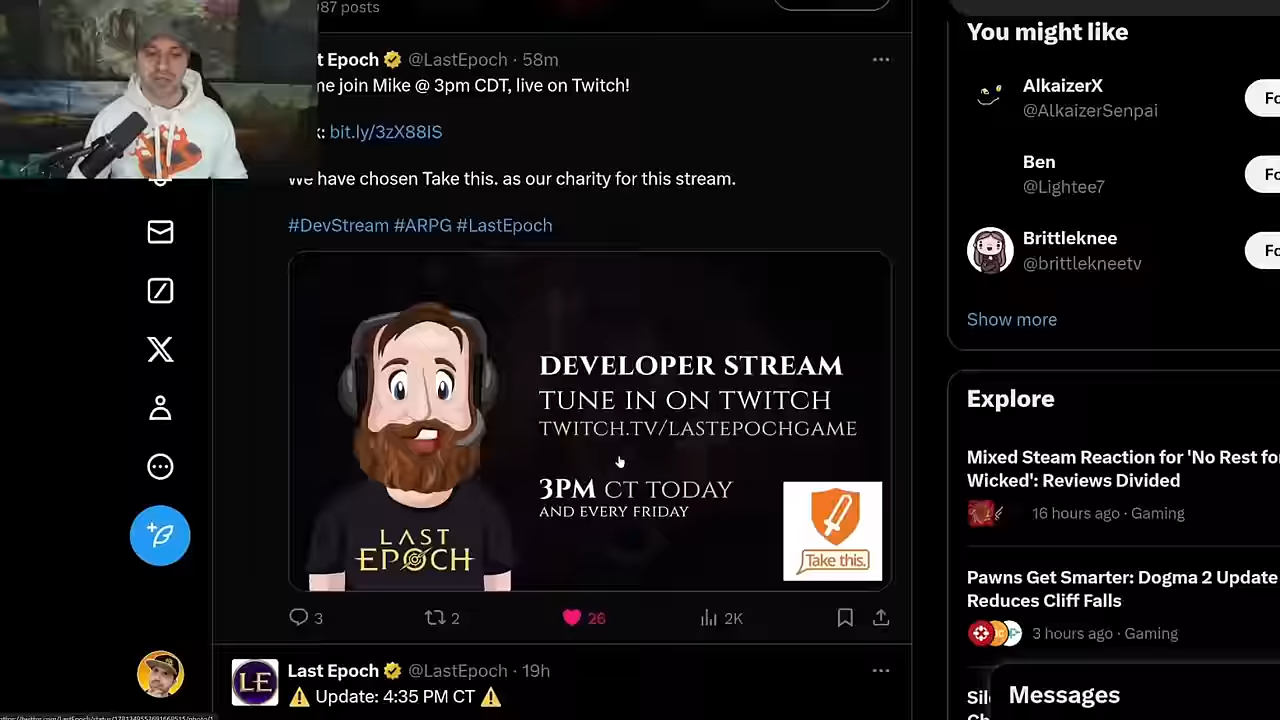 87 posts
t Epoch @LastEpoch · 58m
me join Mike @ 3pm CDT, live on Twitch!
k: bit.ly/3zX88IS
We have chosen Take this. as our charity for this stream.
#DevStream #ARPG #LastEpoch
DEVELOPER STREAM
TUNE IN ON TWITCH
TWITCH.TV/LASTEPOCHGAME
3PM CT TODAY
AND EVERY FRIDAY
LAST
EPOCH
Take this.
3
2
26
2K
LE
Last Epoch @LastEpoch · 19h
⚠️ Update: 4:35 PM CT ⚠️
You might like
AlkaizerX
@AlkaizerSenpai
Fo
Ben
@Lightee7
Fo
Brittleknee
@brittlekneetv
Fo
Show more
Explore
Mixed Steam Reaction for 'No Rest for
Wicked': Reviews Divided
16 hours ago · Gaming
Pawns Get Smarter: Dogma 2 Update
Reduces Cliff Falls
3 hours ago · Gaming
Messages